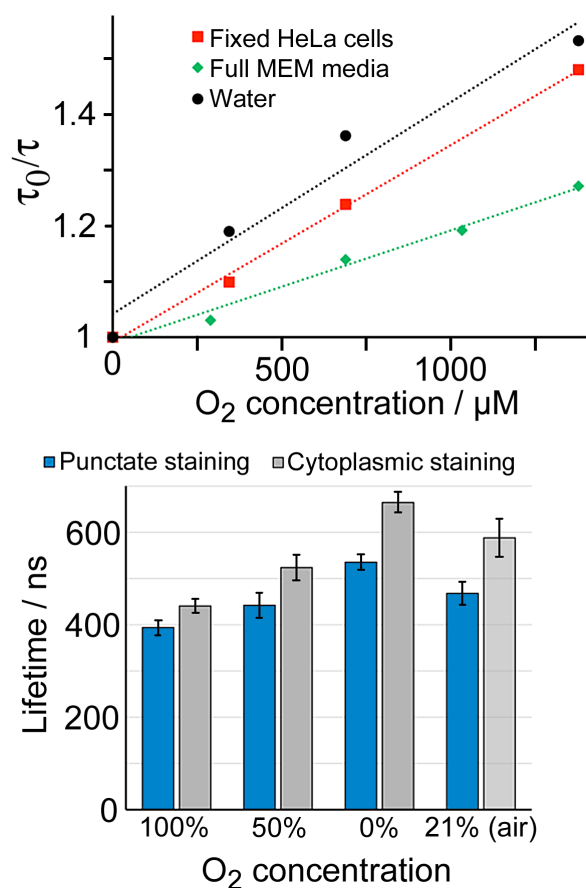 Fixed HeLa cells
Full MEM media
Water
τ₀/τ
1.4
1.2
1
0
500
1000
O₂ concentration / µM
Punctate staining
Cytoplasmic staining
Lifetime / ns
600
400
200
0
100%
50%
0%
21% (air)
O₂ concentration